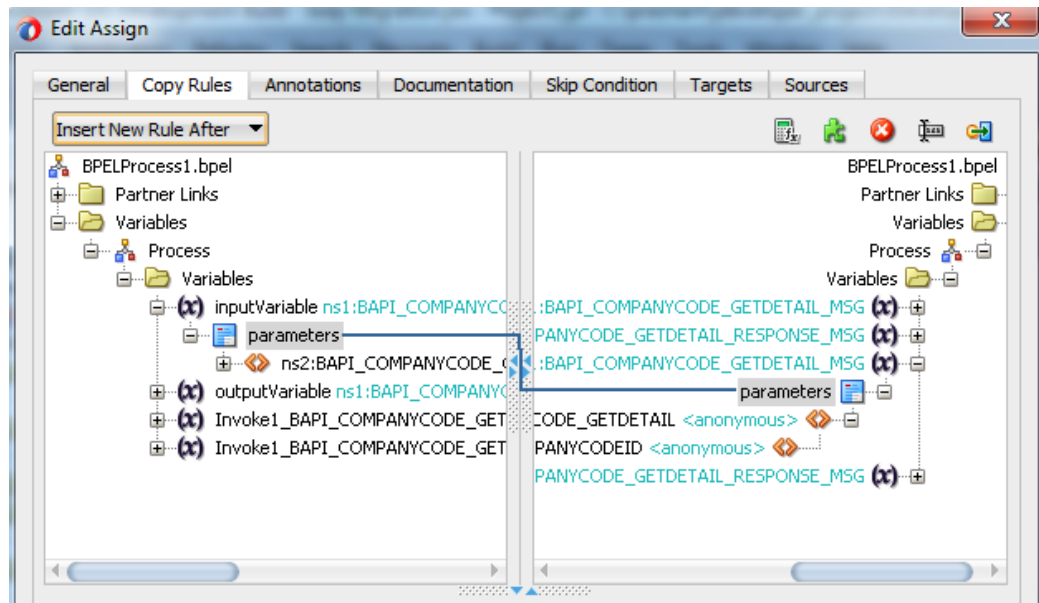 Edit Assign
General Copy Rules Annotations Documentation Skip Condition Targets Sources
Insert New Rule After
BPELProcess1.bpel
Partner Links
Variables
Process
Variables
inputVariable ns1:BAPI_COMPANYCO
parameters
ns2:BAPI_COMPANYCODE_G
outputVariable ns1:BAPI_COMPANYC
Invoke1_BAPI_COMPANYCODE_GET
Invoke1_BAPI_COMPANYCODE_GET
BPELProcess1.bpel
Partner Links
Variables
Process
Variables
:BAPI_COMPANYCODE_GETDETAIL_MSG
PANYCODE_GETDETAIL_RESPONSE_MSG
:BAPI_COMPANYCODE_GETDETAIL_MSG
parameters
CODE_GETDETAIL <anonymous>
PANYCODEID <anonymous>
PANYCODE_GETDETAIL_RESPONSE_MSG